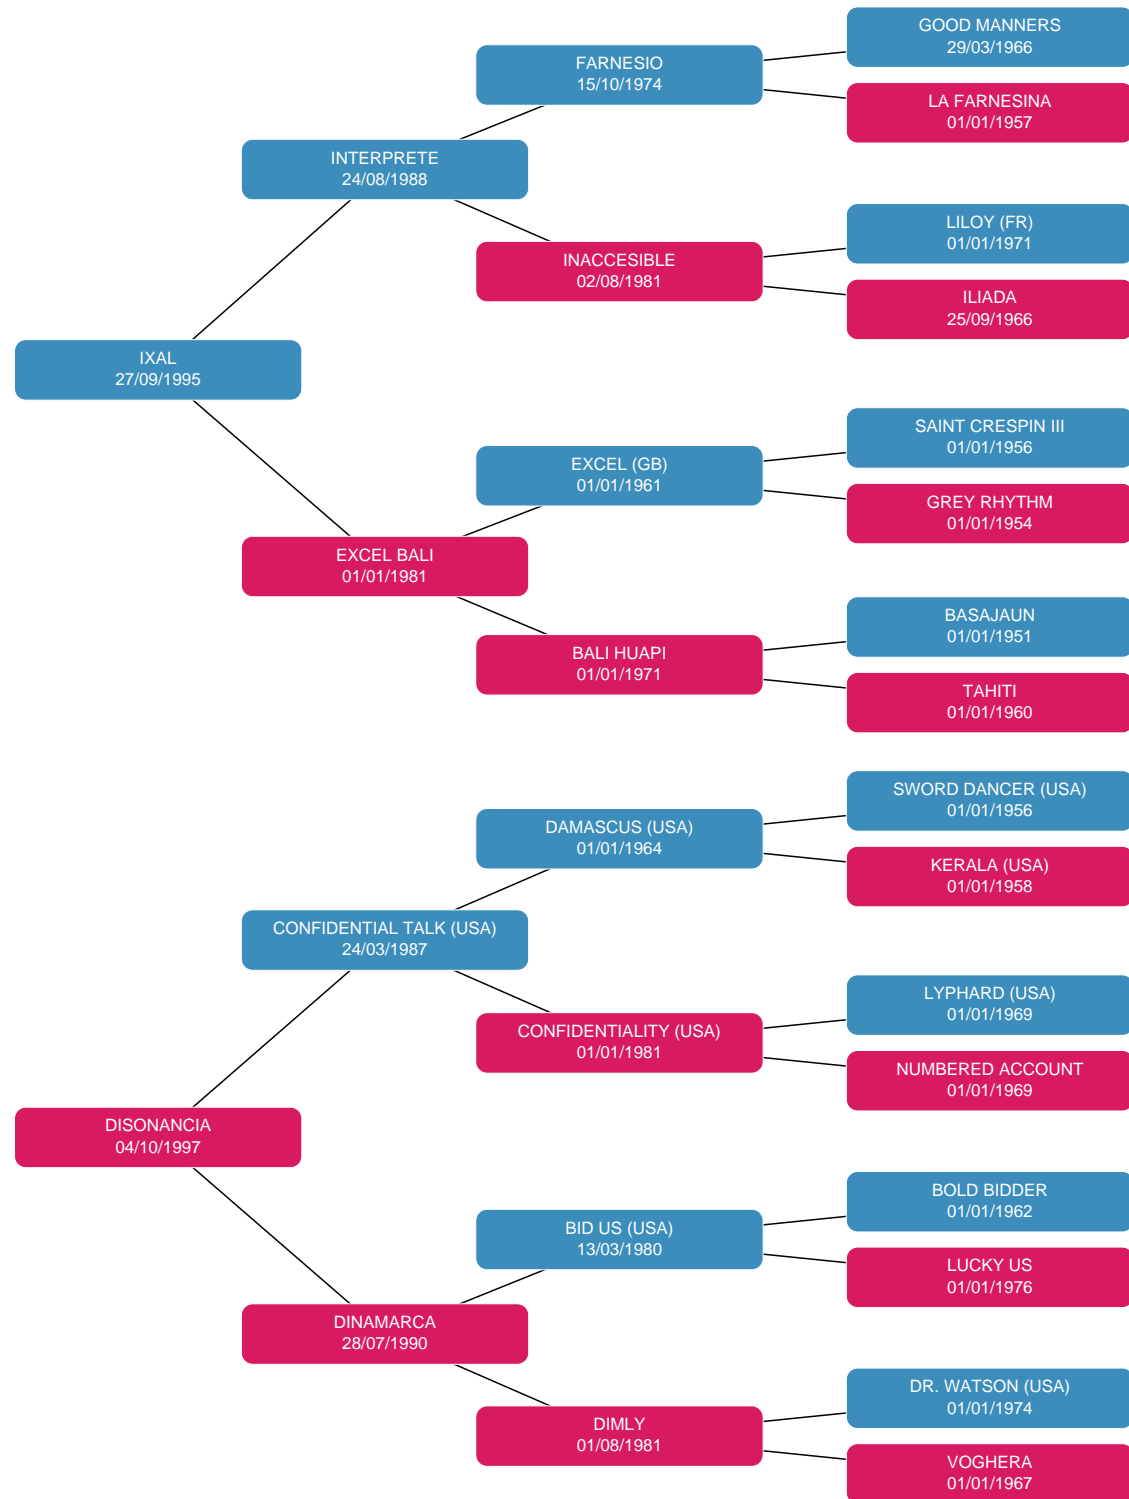 GOOD MANNERS
29/03/1966
FARNESIO
15/10/1974
LA FARNESINA
01/01/1957
INTERPRETE
24/08/1988
LILOY (FR)
01/01/1971
INACCESIBLE
02/08/1981
ILIADA
25/09/1966
IXAL
27/09/1995
SAINT CRESPIN III
01/01/1956
EXCEL (GB)
01/01/1961
GREY RHYTHM
01/01/1954
EXCEL BALI
01/01/1981
BASAJAUN
01/01/1951
BALI HUAPI
01/01/1971
TAHITI
01/01/1960
SWORD DANCER (USA)
01/01/1956
DAMASCUS (USA)
01/01/1964
KERALA (USA)
01/01/1958
CONFIDENTIAL TALK (USA)
24/03/1987
LYPHARD (USA)
01/01/1969
CONFIDENTIALITY (USA)
01/01/1981
NUMBERED ACCOUNT
01/01/1969
DISONANCIA
04/10/1997
BOLD BIDDER
01/01/1962
BID US (USA)
13/03/1980
LUCKY US
01/01/1976
DINAMARCA
28/07/1990
DR. WATSON (USA)
01/01/1974
DIMLY
01/08/1981
VOGHERA
01/01/1967